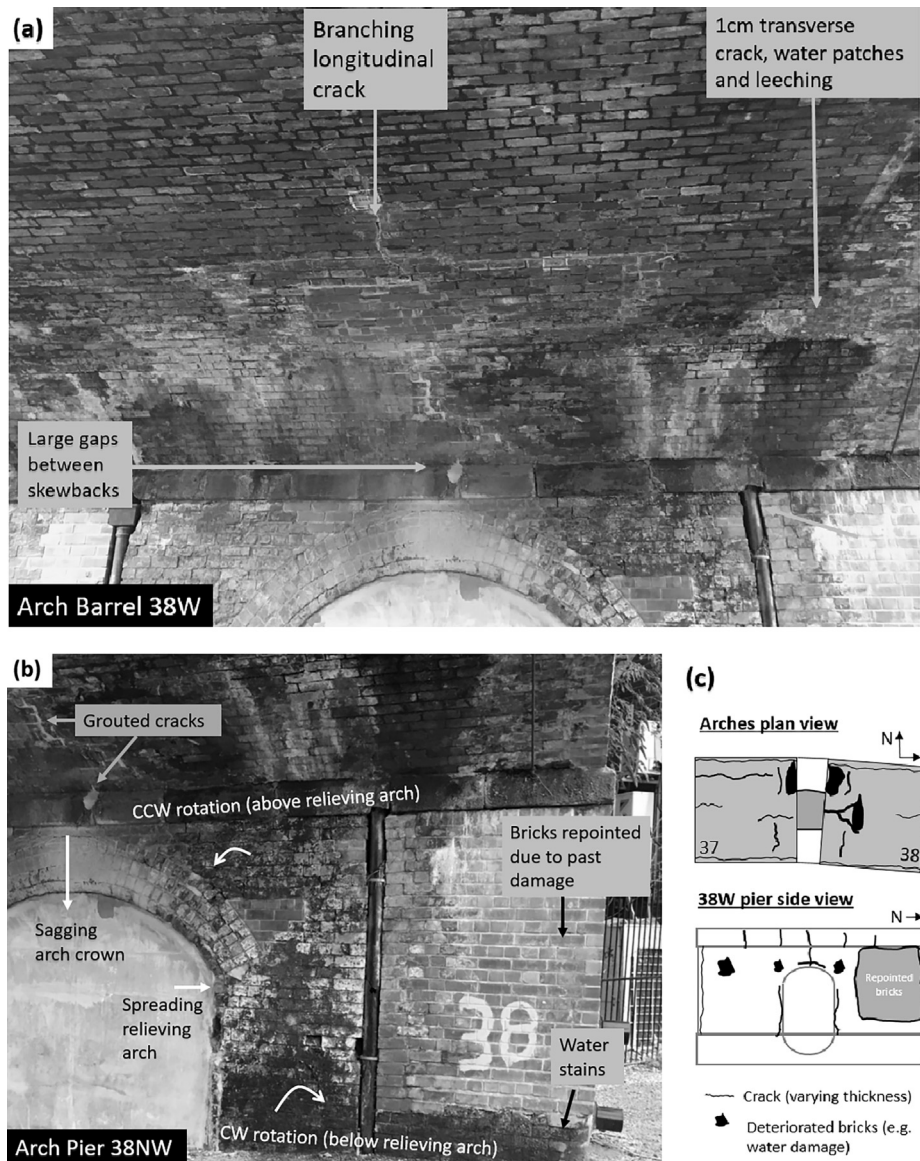 (a)
Branching
longitudinal
crack
1cm transverse
crack, water patches
and leeching
Large gaps
between
skewbacks
Arch Barrel 38W
(b)
Grouted cracks
CCW rotation (above relieving arch)
Bricks repointed
due to past
damage
Sagging
arch crown
Spreading
relieving
arch
38
Water
stains
CW rotation (below relieving arch)
Arch Pier 38NW
(c)
Arches plan view
N
37
38
38W pier side view
N
Repointed
bricks
Crack (varying thickness)
Deteriorated bricks (e.g.
water damage)